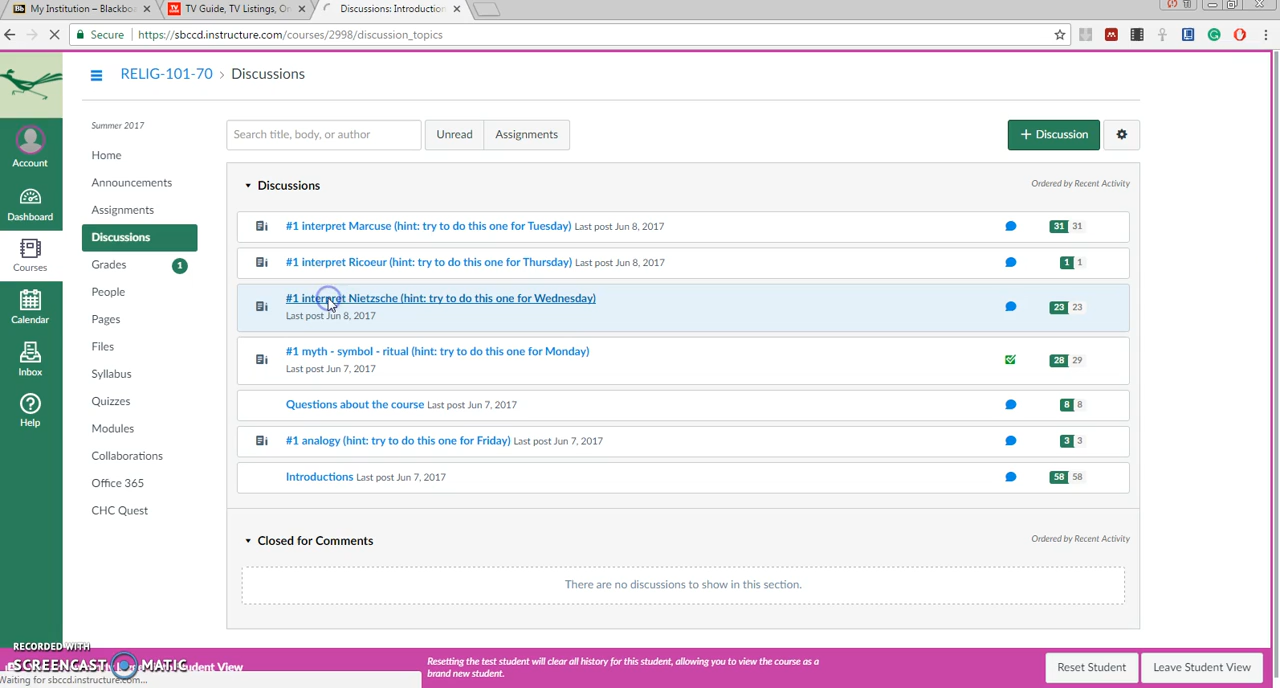 My Institution – Blackbo
TV Guide, TV Listings, On
Discussions: Introduction
Secure
https://sbccd.instructure.com/courses/2998/discussion_topics
RELIG-101-70 › Discussions
Account
Dashboard
Courses
Calendar
Inbox
Help
Summer 2017
Home
Announcements
Assignments
Discussions
Grades 1
People
Pages
Files
Syllabus
Quizzes
Modules
Collaborations
Office 365
CHC Quest
Search title, body, or author
Unread
Assignments
+ Discussion
Discussions
Ordered by Recent Activity
#1 interpret Marcuse (hint: try to do this one for Tuesday) Last post Jun 8, 2017
31 31
#1 interpret Ricoeur (hint: try to do this one for Thursday) Last post Jun 8, 2017
1 1
#1 interpret Nietzsche (hint: try to do this one for Wednesday)
Last post Jun 8, 2017
23 23
#1 myth - symbol - ritual (hint: try to do this one for Monday)
Last post Jun 7, 2017
28 29
Questions about the course Last post Jun 7, 2017
8 8
#1 analogy (hint: try to do this one for Friday) Last post Jun 7, 2017
3 3
Introductions Last post Jun 7, 2017
58 58
Closed for Comments
Ordered by Recent Activity
There are no discussions to show in this section.
RECORDED WITH
SCREENCAST MATIC
Student View
Waiting for sbccd.instructure.com...
Resetting the test student will clear all history for this student, allowing you to view the course as a
brand new student.
Reset Student
Leave Student View